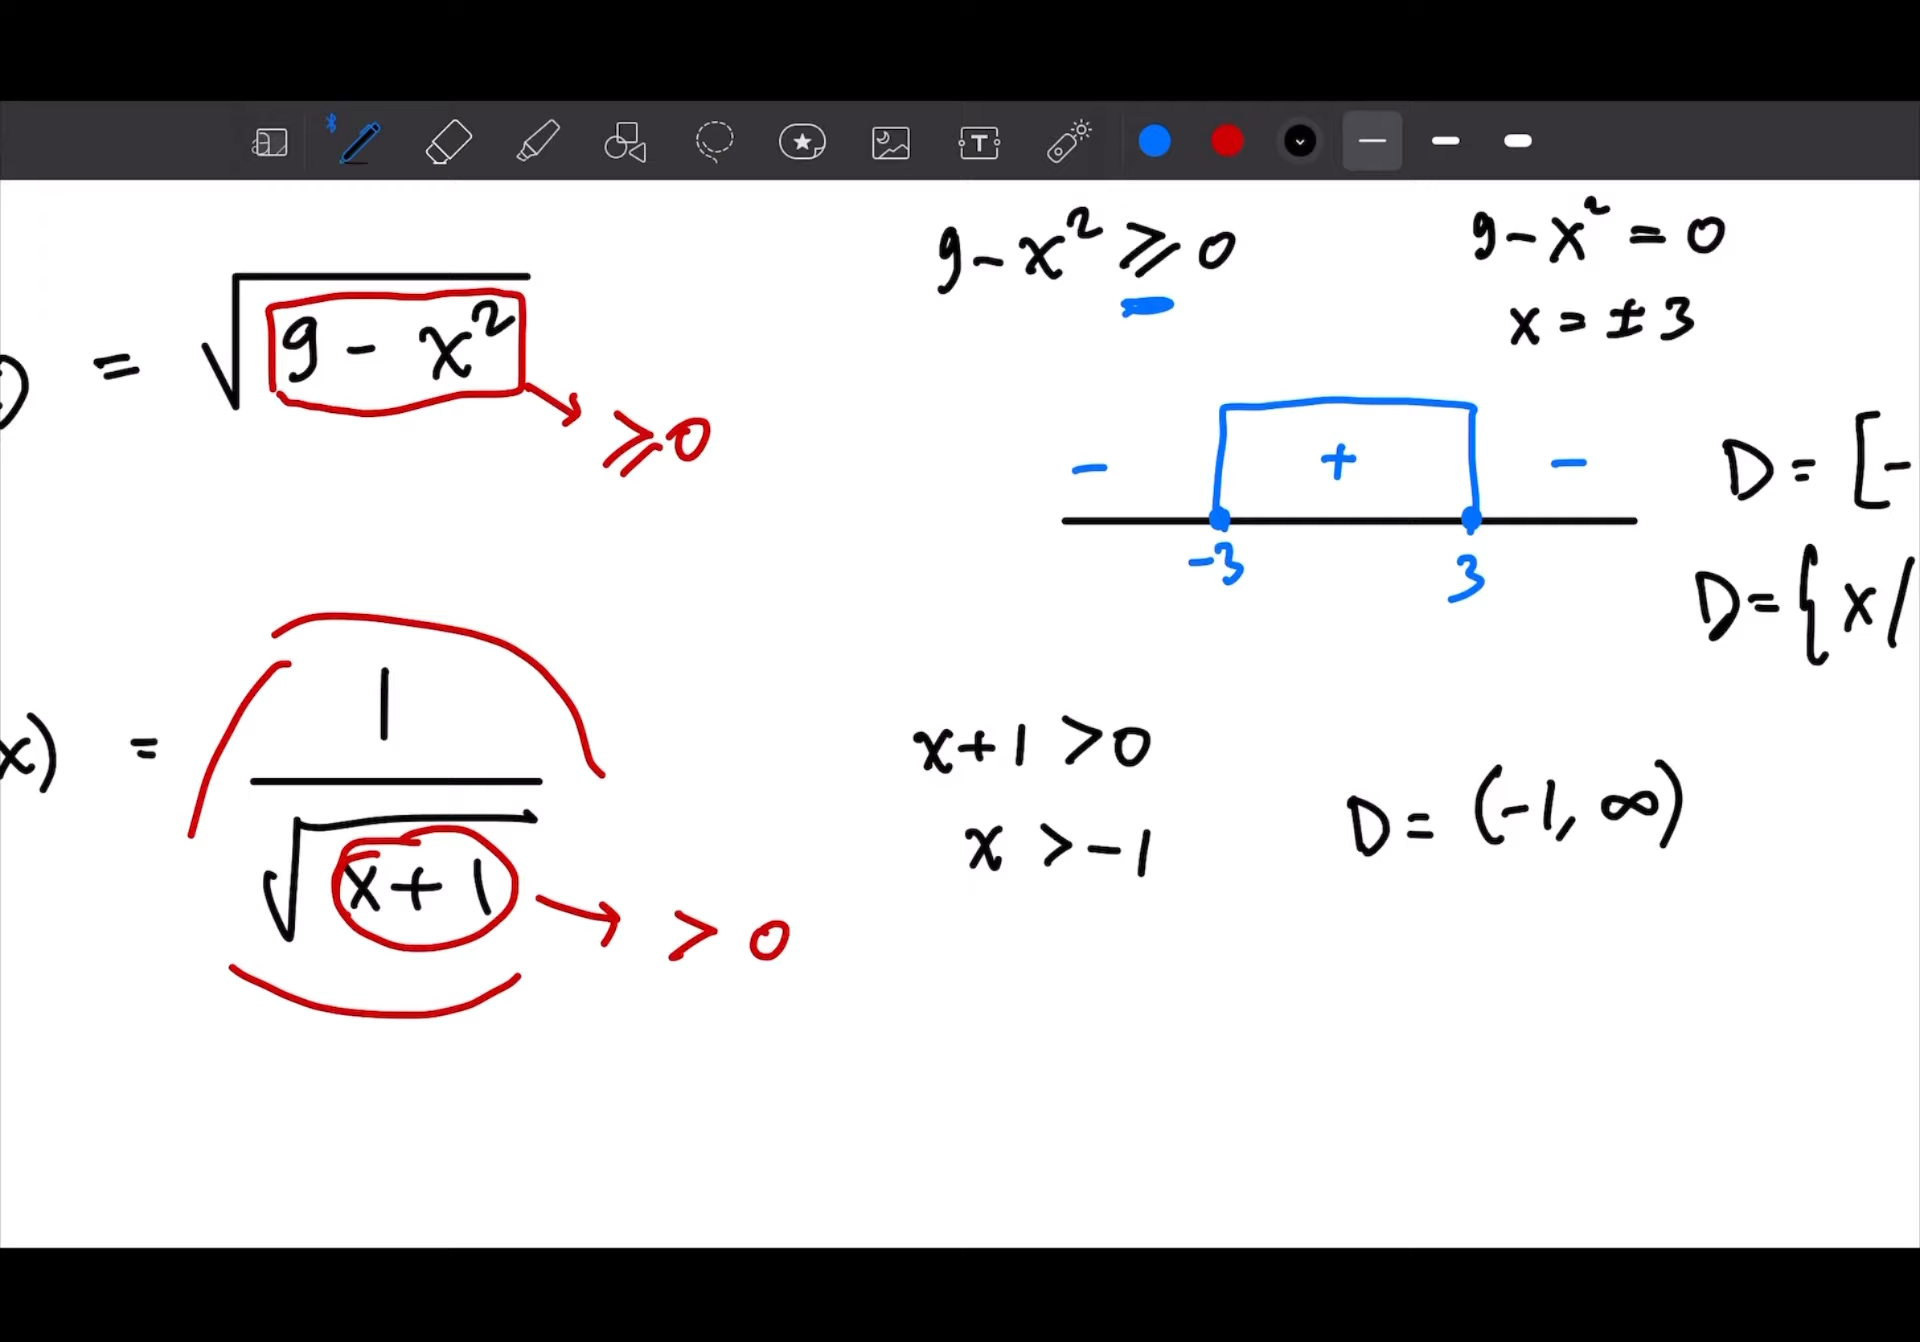 ) = √(9 - x²) → ≥ 0
9 - x² ≥ 0
9 - x² = 0
x = ± 3
- + -
-3 3
D = [-
D = { x /
x) = 1 / √(x + 1) → > 0
x + 1 > 0
x > -1
D = (-1, ∞)